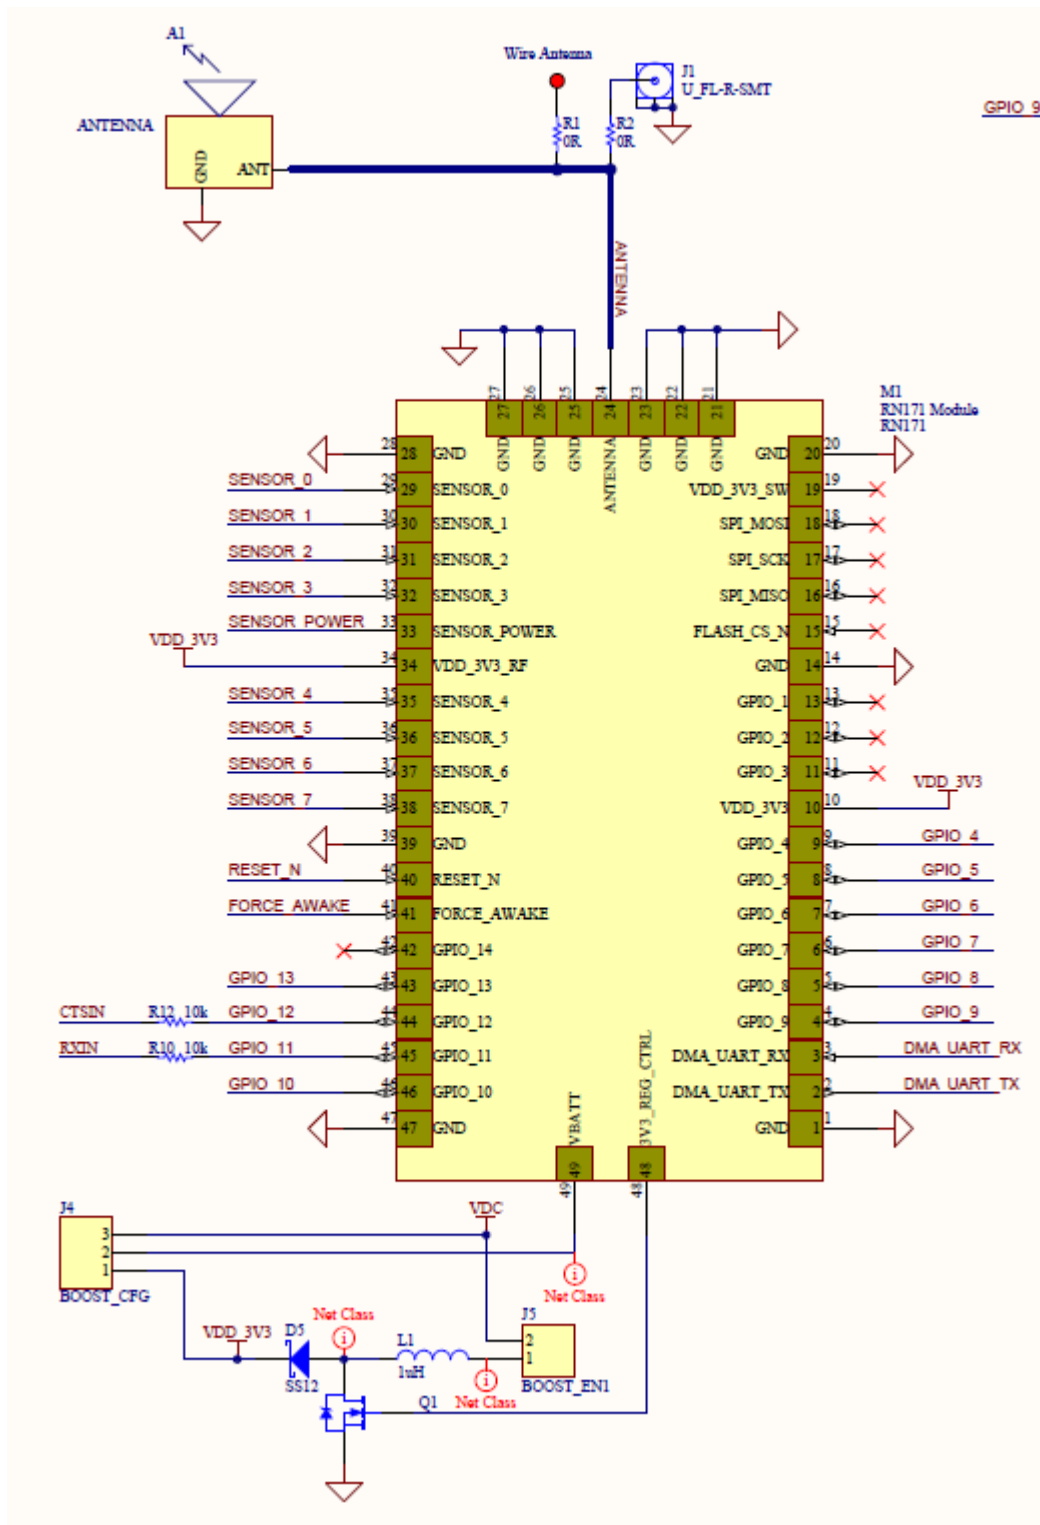 A1
Wire Antenna
J1
U_FL-R-SMT
GPIO_9
ANTENNA
R1
0R
R2
0R
GND
ANT
ANTENNA
27 26 25 24 23 22 21
27 26 25 24 23 22 21
GND GND GND ANTENNA GND GND GND
M1
RN171 Module
RN171
28 28 GND
GND 20 20
SENSOR_0 29 29 SENSOR_0
VDD_3V3_SW 19 19
SENSOR_1 30 30 SENSOR_1
SPI_MOSI 18 18
SENSOR_2 31 31 SENSOR_2
SPI_SCK 17 17
SENSOR_3 32 32 SENSOR_3
SPI_MISO 16 16
SENSOR_POWER 33 33 SENSOR_POWER
FLASH_CS_N 15 15
VDD_3V3 34 34 VDD_3V3_RF
GND 14 14
SENSOR_4 35 35 SENSOR_4
GPIO_1 13 13
SENSOR_5 36 36 SENSOR_5
GPIO_2 12 12
SENSOR_6 37 37 SENSOR_6
GPIO_3 11 11
SENSOR_7 38 38 SENSOR_7
VDD_3V3 10 10 VDD_3V3
39 39 GND
GPIO_4 9 9 GPIO_4
RESET_N 40 40 RESET_N
GPIO_5 8 8 GPIO_5
FORCE_AWAKE 41 41 FORCE_AWAKE
GPIO_6 7 7 GPIO_6
42 42 GPIO_14
GPIO_7 6 6 GPIO_7
GPIO_13 43 43 GPIO_13
GPIO_8 5 5 GPIO_8
CTSIN R12 10k GPIO_12 44 44 GPIO_12
GPIO_9 4 4 GPIO_9
RXIN R10 10k GPIO_11 45 45 GPIO_11
DMA_UART_RX 3 3 DMA_UART_RX
GPIO_10 46 46 GPIO_10
DMA_UART_TX 2 2 DMA_UART_TX
47 47 GND
GND 1 1
VBATT
3V3_REG_CTRL
49 48
49 48
J4
3
2
1
BOOST_CFG
VDC
i
Net Class
J5
2
1
BOOST_EN1
Net Class
i
VDD_3V3
D5
SS12
L1
1uH
i
Net Class
Q1